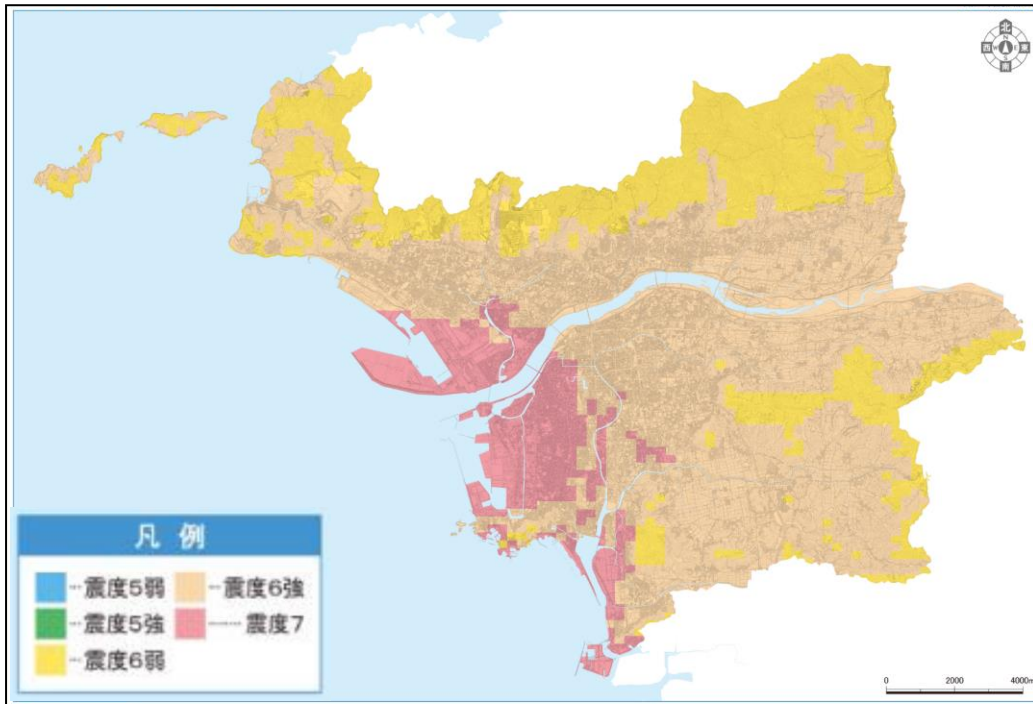 北
西 N W E 東
S
南
凡 例
…震度5弱
…震度6強
…震度5強
……震度7
…震度6弱
0 2000 4000m